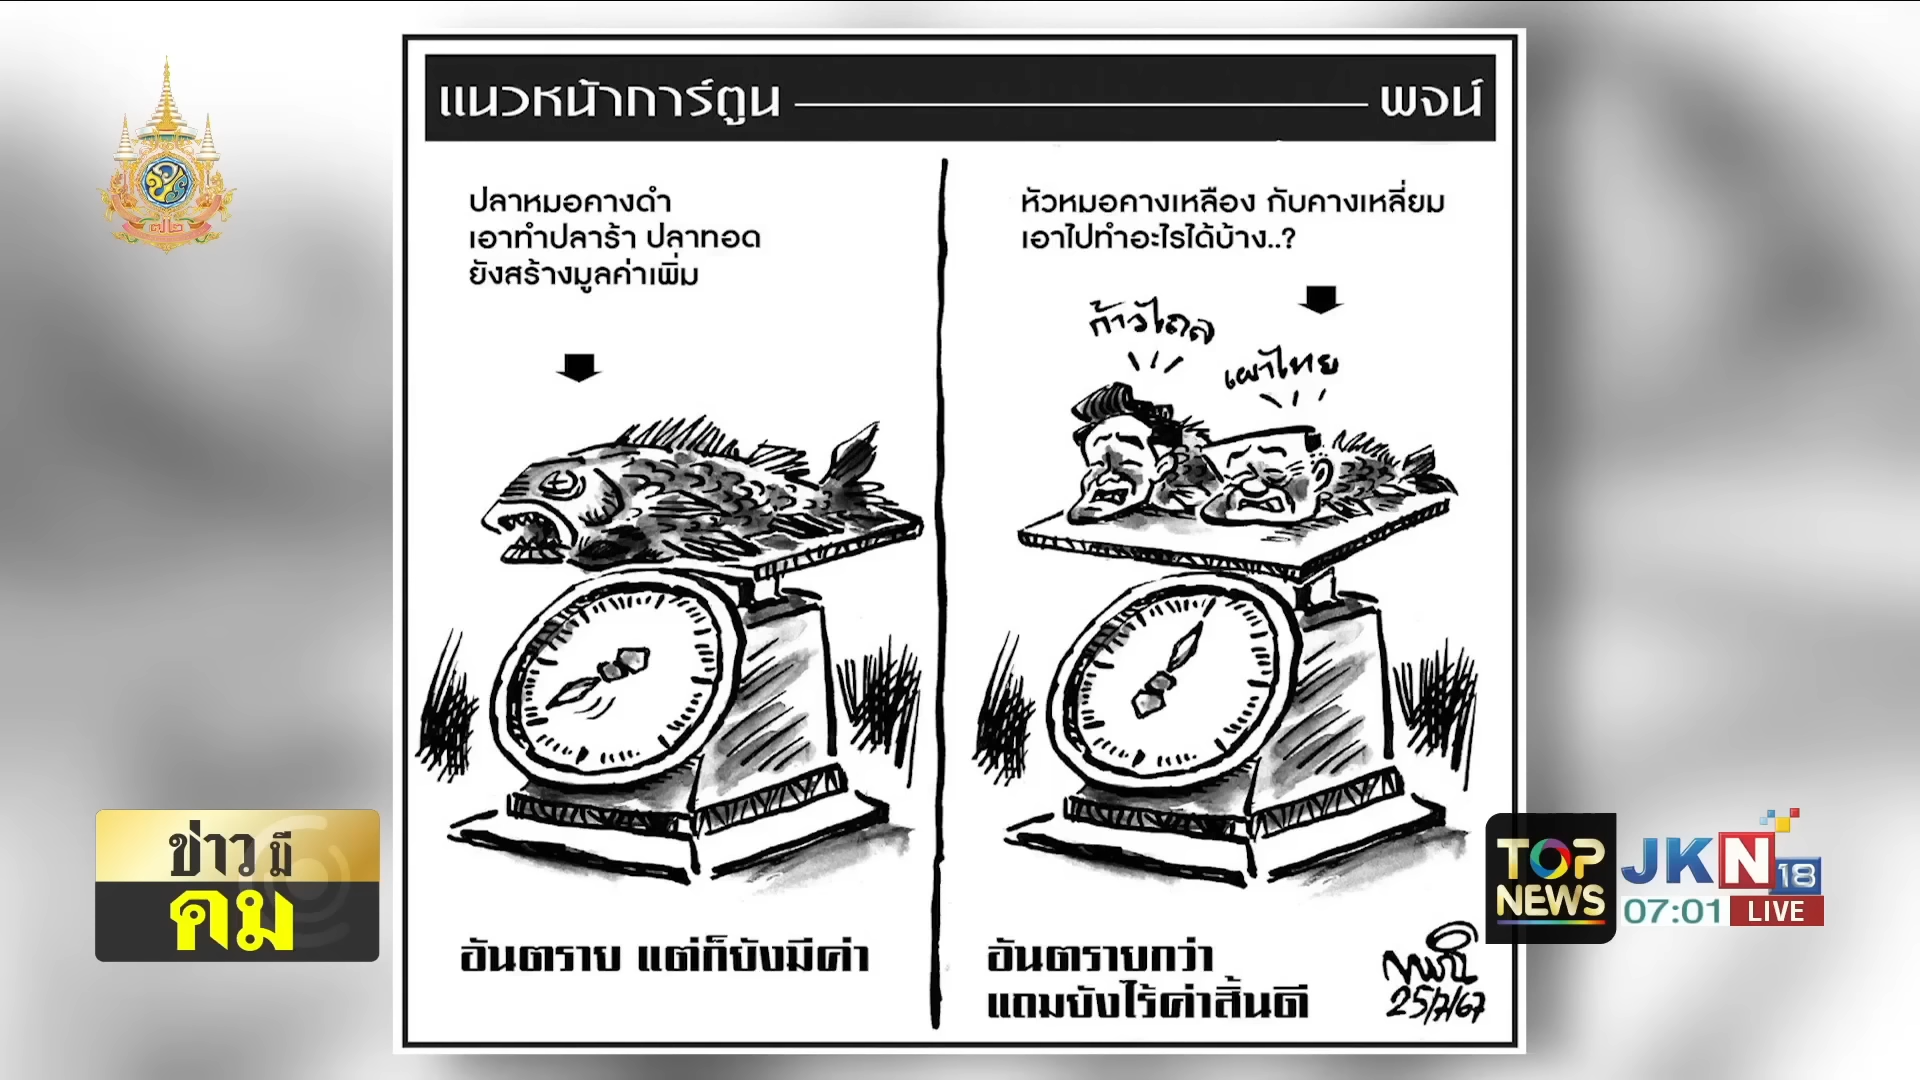 แนวหน้าการ์ตูน
พจน์
ปลาหมอคางดำ
เอาทำปลาร้า ปลาทอด
ยังสร้างมูลค่าเพิ่ม
หัวหมอคางเหลือง กับคางเหลี่ยม
เอาไปทำอะไรได้บ้าง..?
ก้าวไกล
เผาไทย
อันตราย แต่ก็ยังมีค่า
อันตรายกว่า
แถมยังไร้ค่าสิ้นดี
25/7/67
๗๒
ข่าวมี
คม
TOP
NEWS
JKN
18
07:01
LIVE